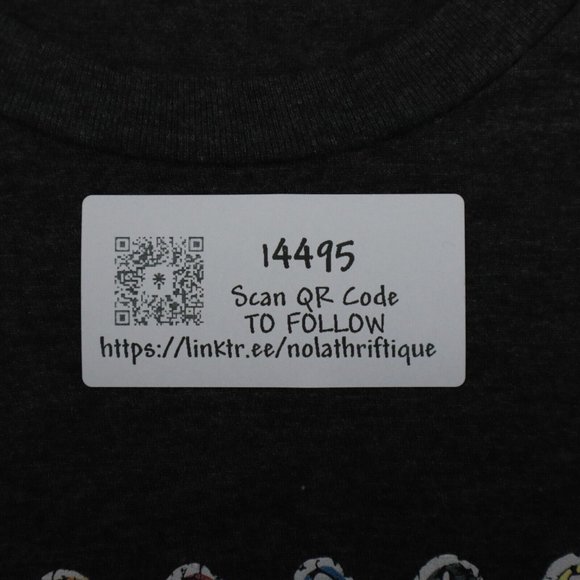 14495
Scan QR Code
TO FOLLOW
https://linktr.ee/nolathriftique